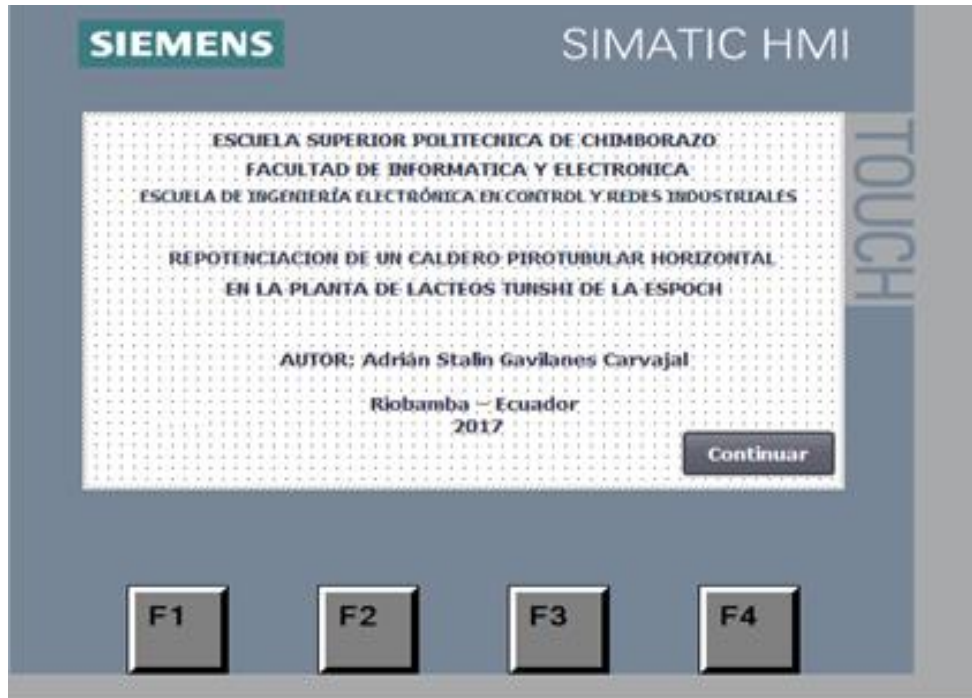 SIEMENS
SIMATIC HMI
TOUCH
ESCUELA SUPERIOR POLITECNICA DE CHIMBORAZO
FACULTAD DE INFORMATICA Y ELECTRONICA
ESCUELA DE INGENIERÍA ELECTRÓNICA EN CONTROL Y REDES INDUSTRIALES
REPOTENCIACION DE UN CALDERO PIROTUBULAR HORIZONTAL
EN LA PLANTA DE LACTEOS TUNSHI DE LA ESPOCH
AUTOR: Adrián Stalin Gavilanes Carvajal
Riobamba – Ecuador
2017
Continuar
F1 F2 F3 F4